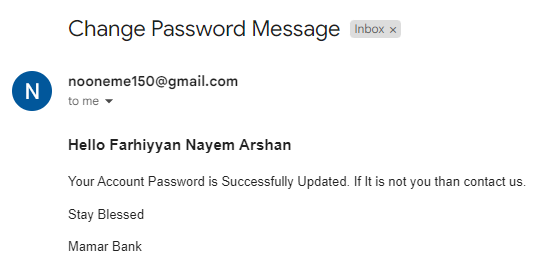 Change Password Message Inbox ×
N
nooneme150@gmail.com
to me
Hello Farhiyyan Nayem Arshan
Your Account Password is Successfully Updated. If It is not you than contact us.
Stay Blessed
Mamar Bank